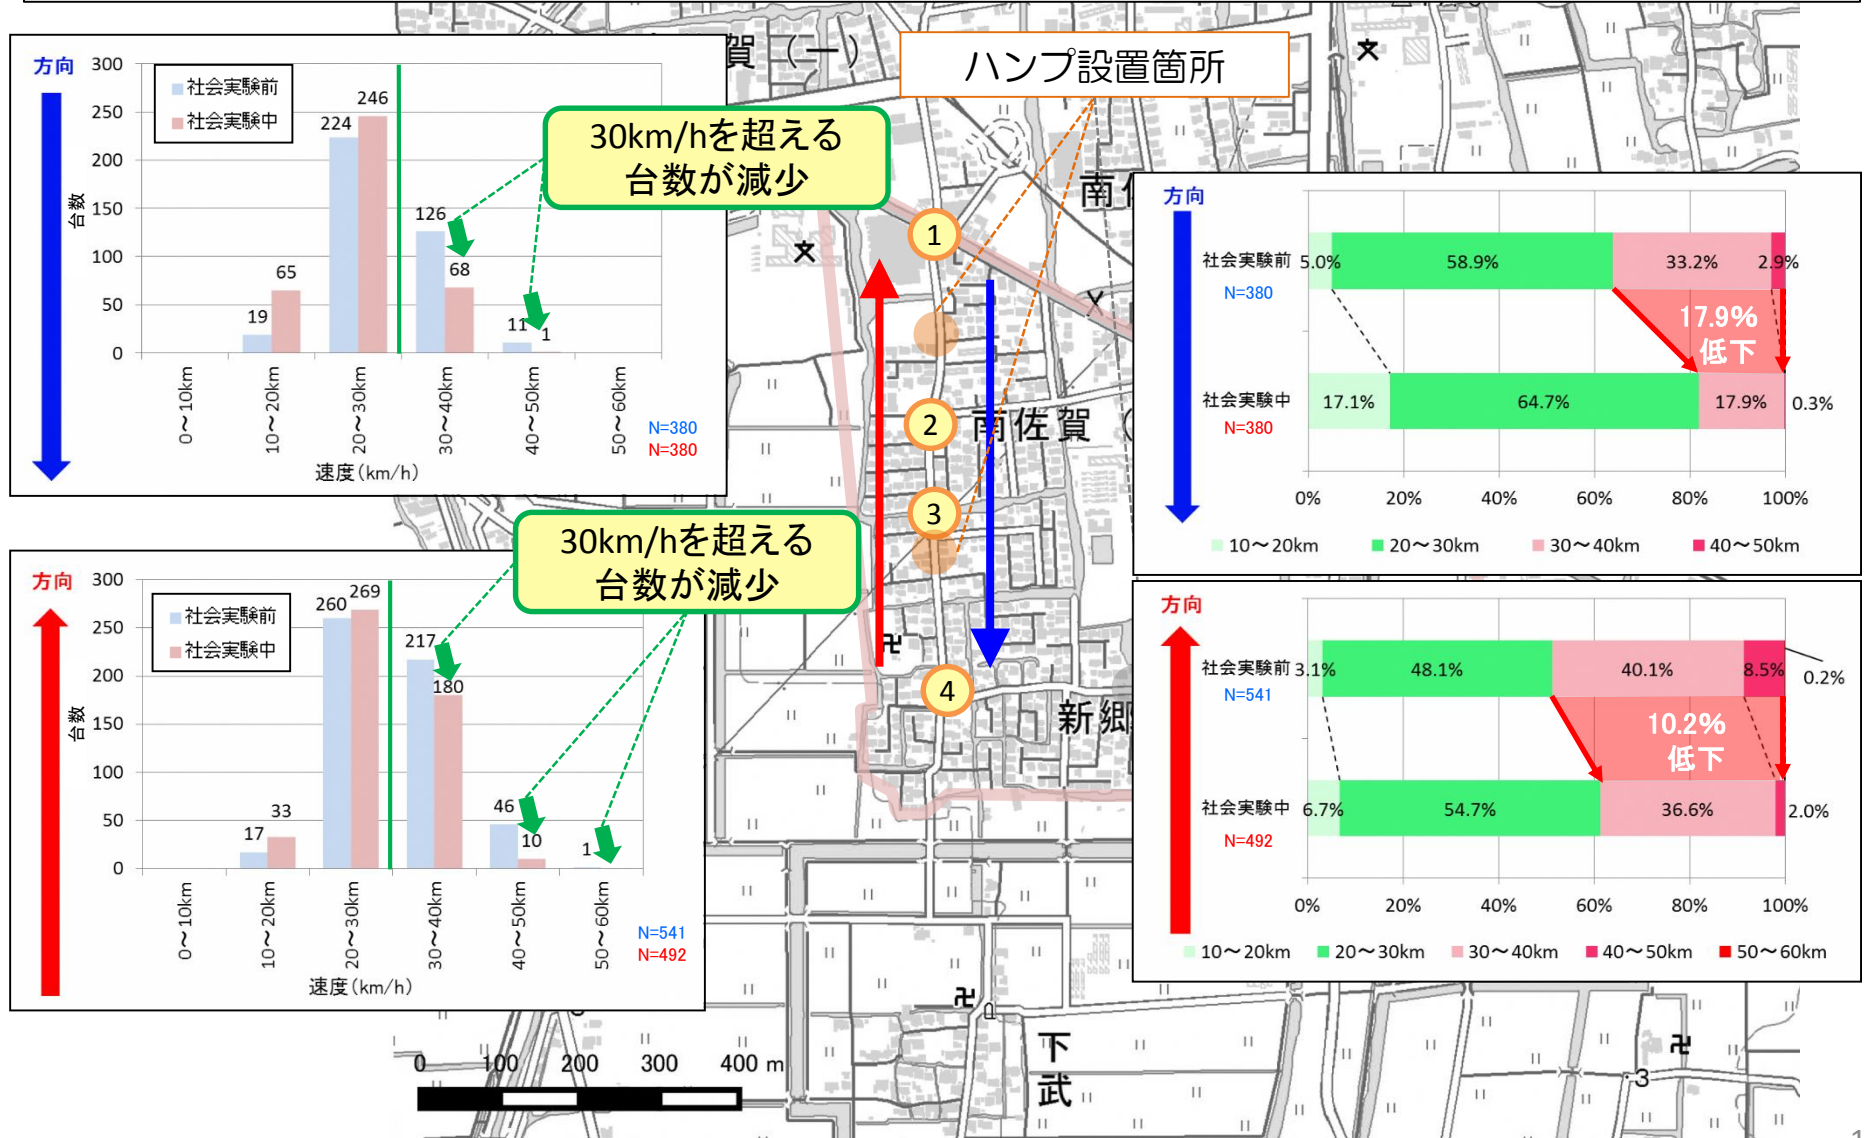 ハンプ設置箇所
方向
社会実験前
社会実験中
300
250
200
150
100
50
0
台数
224
246
19
65
126
68
11
1
30km/hを超える
台数が減少
0～10km
10～20km
20～30km
30～40km
40～50km
50～60km
速度(km/h)
N=380
N=380
方向
社会実験前
社会実験中
300
250
200
150
100
50
0
台数
17
33
260
269
217
180
46
10
1
30km/hを超える
台数が減少
0～10km
10～20km
20～30km
30～40km
40～50km
50～60km
速度(km/h)
N=541
N=492
賀 (一)
南佐賀
新郷
下
武
1
2
3
4
3
0 100 200 300 400 m
方向
社会実験前 5.0% 58.9% 33.2% 2.9%
N=380
17.9%
低下
社会実験中 17.1% 64.7% 17.9% 0.3%
N=380
0% 20% 40% 60% 80% 100%
10～20km 20～30km 30～40km 40～50km
方向
社会実験前 3.1% 48.1% 40.1% 8.5% 0.2%
N=541
10.2%
低下
社会実験中 6.7% 54.7% 36.6% 2.0%
N=492
0% 20% 40% 60% 80% 100%
10～20km 20～30km 30～40km 40～50km 50～60km